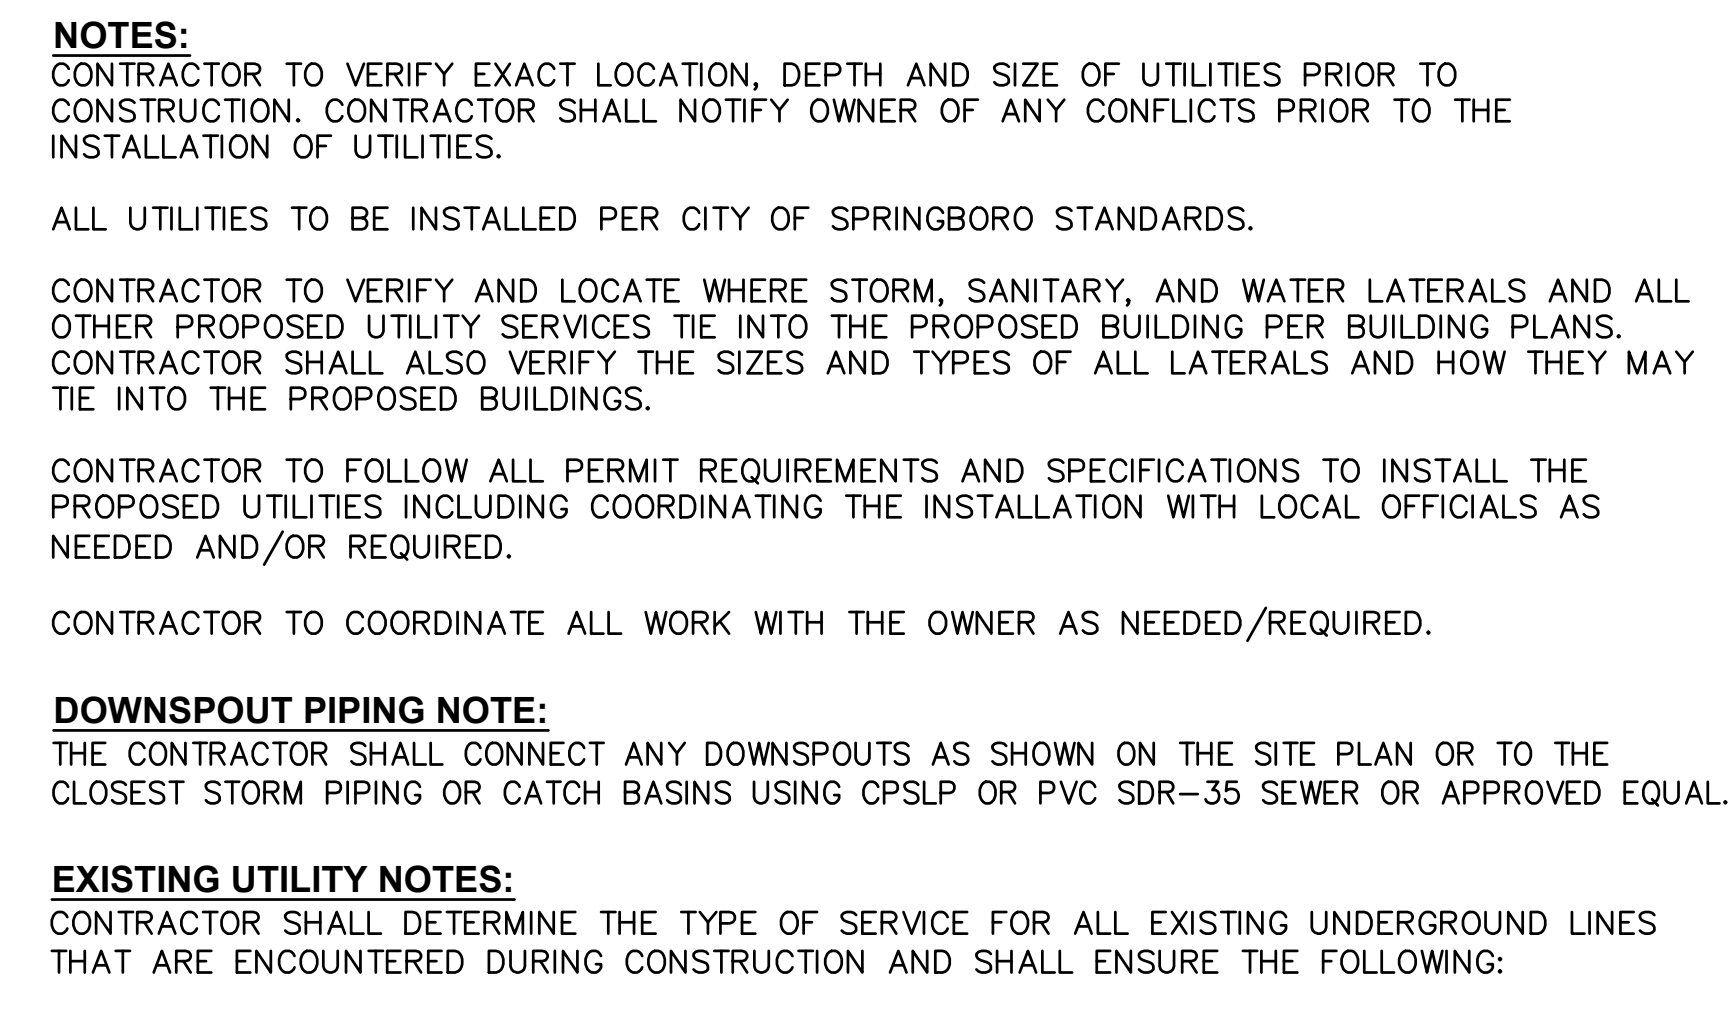 NOTES:
CONTRACTOR TO VERIFY EXACT LOCATION, DEPTH AND SIZE OF UTILITIES PRIOR TO
CONSTRUCTION. CONTRACTOR SHALL NOTIFY OWNER OF ANY CONFLICTS PRIOR TO THE
INSTALLATION OF UTILITIES.
ALL UTILITIES TO BE INSTALLED PER CITY OF SPRINGBORO STANDARDS.
CONTRACTOR TO VERIFY AND LOCATE WHERE STORM, SANITARY, AND WATER LATERALS AND ALL
OTHER PROPOSED UTILITY SERVICES TIE INTO THE PROPOSED BUILDING PER BUILDING PLANS.
CONTRACTOR SHALL ALSO VERIFY THE SIZES AND TYPES OF ALL LATERALS AND HOW THEY MAY
TIE INTO THE PROPOSED BUILDINGS.
CONTRACTOR TO FOLLOW ALL PERMIT REQUIREMENTS AND SPECIFICATIONS TO INSTALL THE
PROPOSED UTILITIES INCLUDING COORDINATING THE INSTALLATION WITH LOCAL OFFICIALS AS
NEEDED AND/OR REQUIRED.
CONTRACTOR TO COORDINATE ALL WORK WITH THE OWNER AS NEEDED/REQUIRED.
DOWNSPOUT PIPING NOTE:
THE CONTRACTOR SHALL CONNECT ANY DOWNSPOUTS AS SHOWN ON THE SITE PLAN OR TO THE
CLOSEST STORM PIPING OR CATCH BASINS USING CPSLP OR PVC SDR-35 SEWER OR APPROVED EQUAL.
EXISTING UTILITY NOTES:
CONTRACTOR SHALL DETERMINE THE TYPE OF SERVICE FOR ALL EXISTING UNDERGROUND LINES
THAT ARE ENCOUNTERED DURING CONSTRUCTION AND SHALL ENSURE THE FOLLOWING: